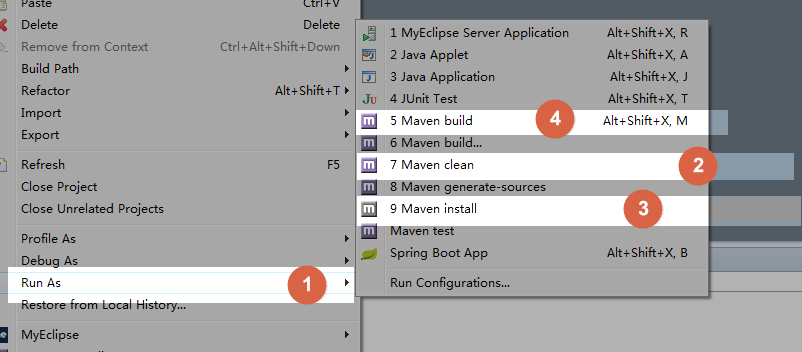 Paste Ctrl+V
Delete Delete
Remove from Context Ctrl+Alt+Shift+Down
Build Path
Refactor Alt+Shift+T
Import
Export
Refresh F5
Close Project
Close Unrelated Projects
Profile As
Debug As
Run As 1
Restore from Local History...
MyEclipse
1 MyEclipse Server Application Alt+Shift+X, R
2 Java Applet Alt+Shift+X, A
3 Java Application Alt+Shift+X, J
4 JUnit Test Alt+Shift+X, T
5 Maven build 4 Alt+Shift+X, M
6 Maven build...
7 Maven clean 2
8 Maven generate-sources
9 Maven install 3
Maven test
Spring Boot App Alt+Shift+X, B
Run Configurations...